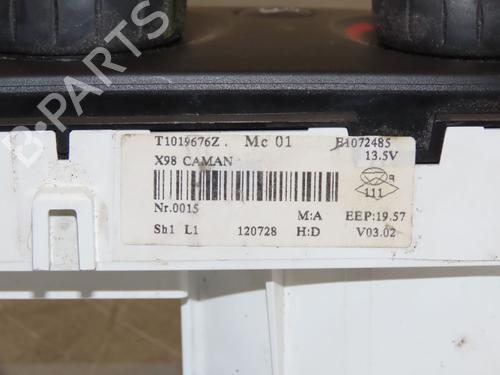 B-PARTS
T1019676Z . Mc 01 E1072485
X98 CAMAN 13.5V
R
111
Nr.0015
M:A EEP:19.57
Sh1 L1 120728 H:D V03.02